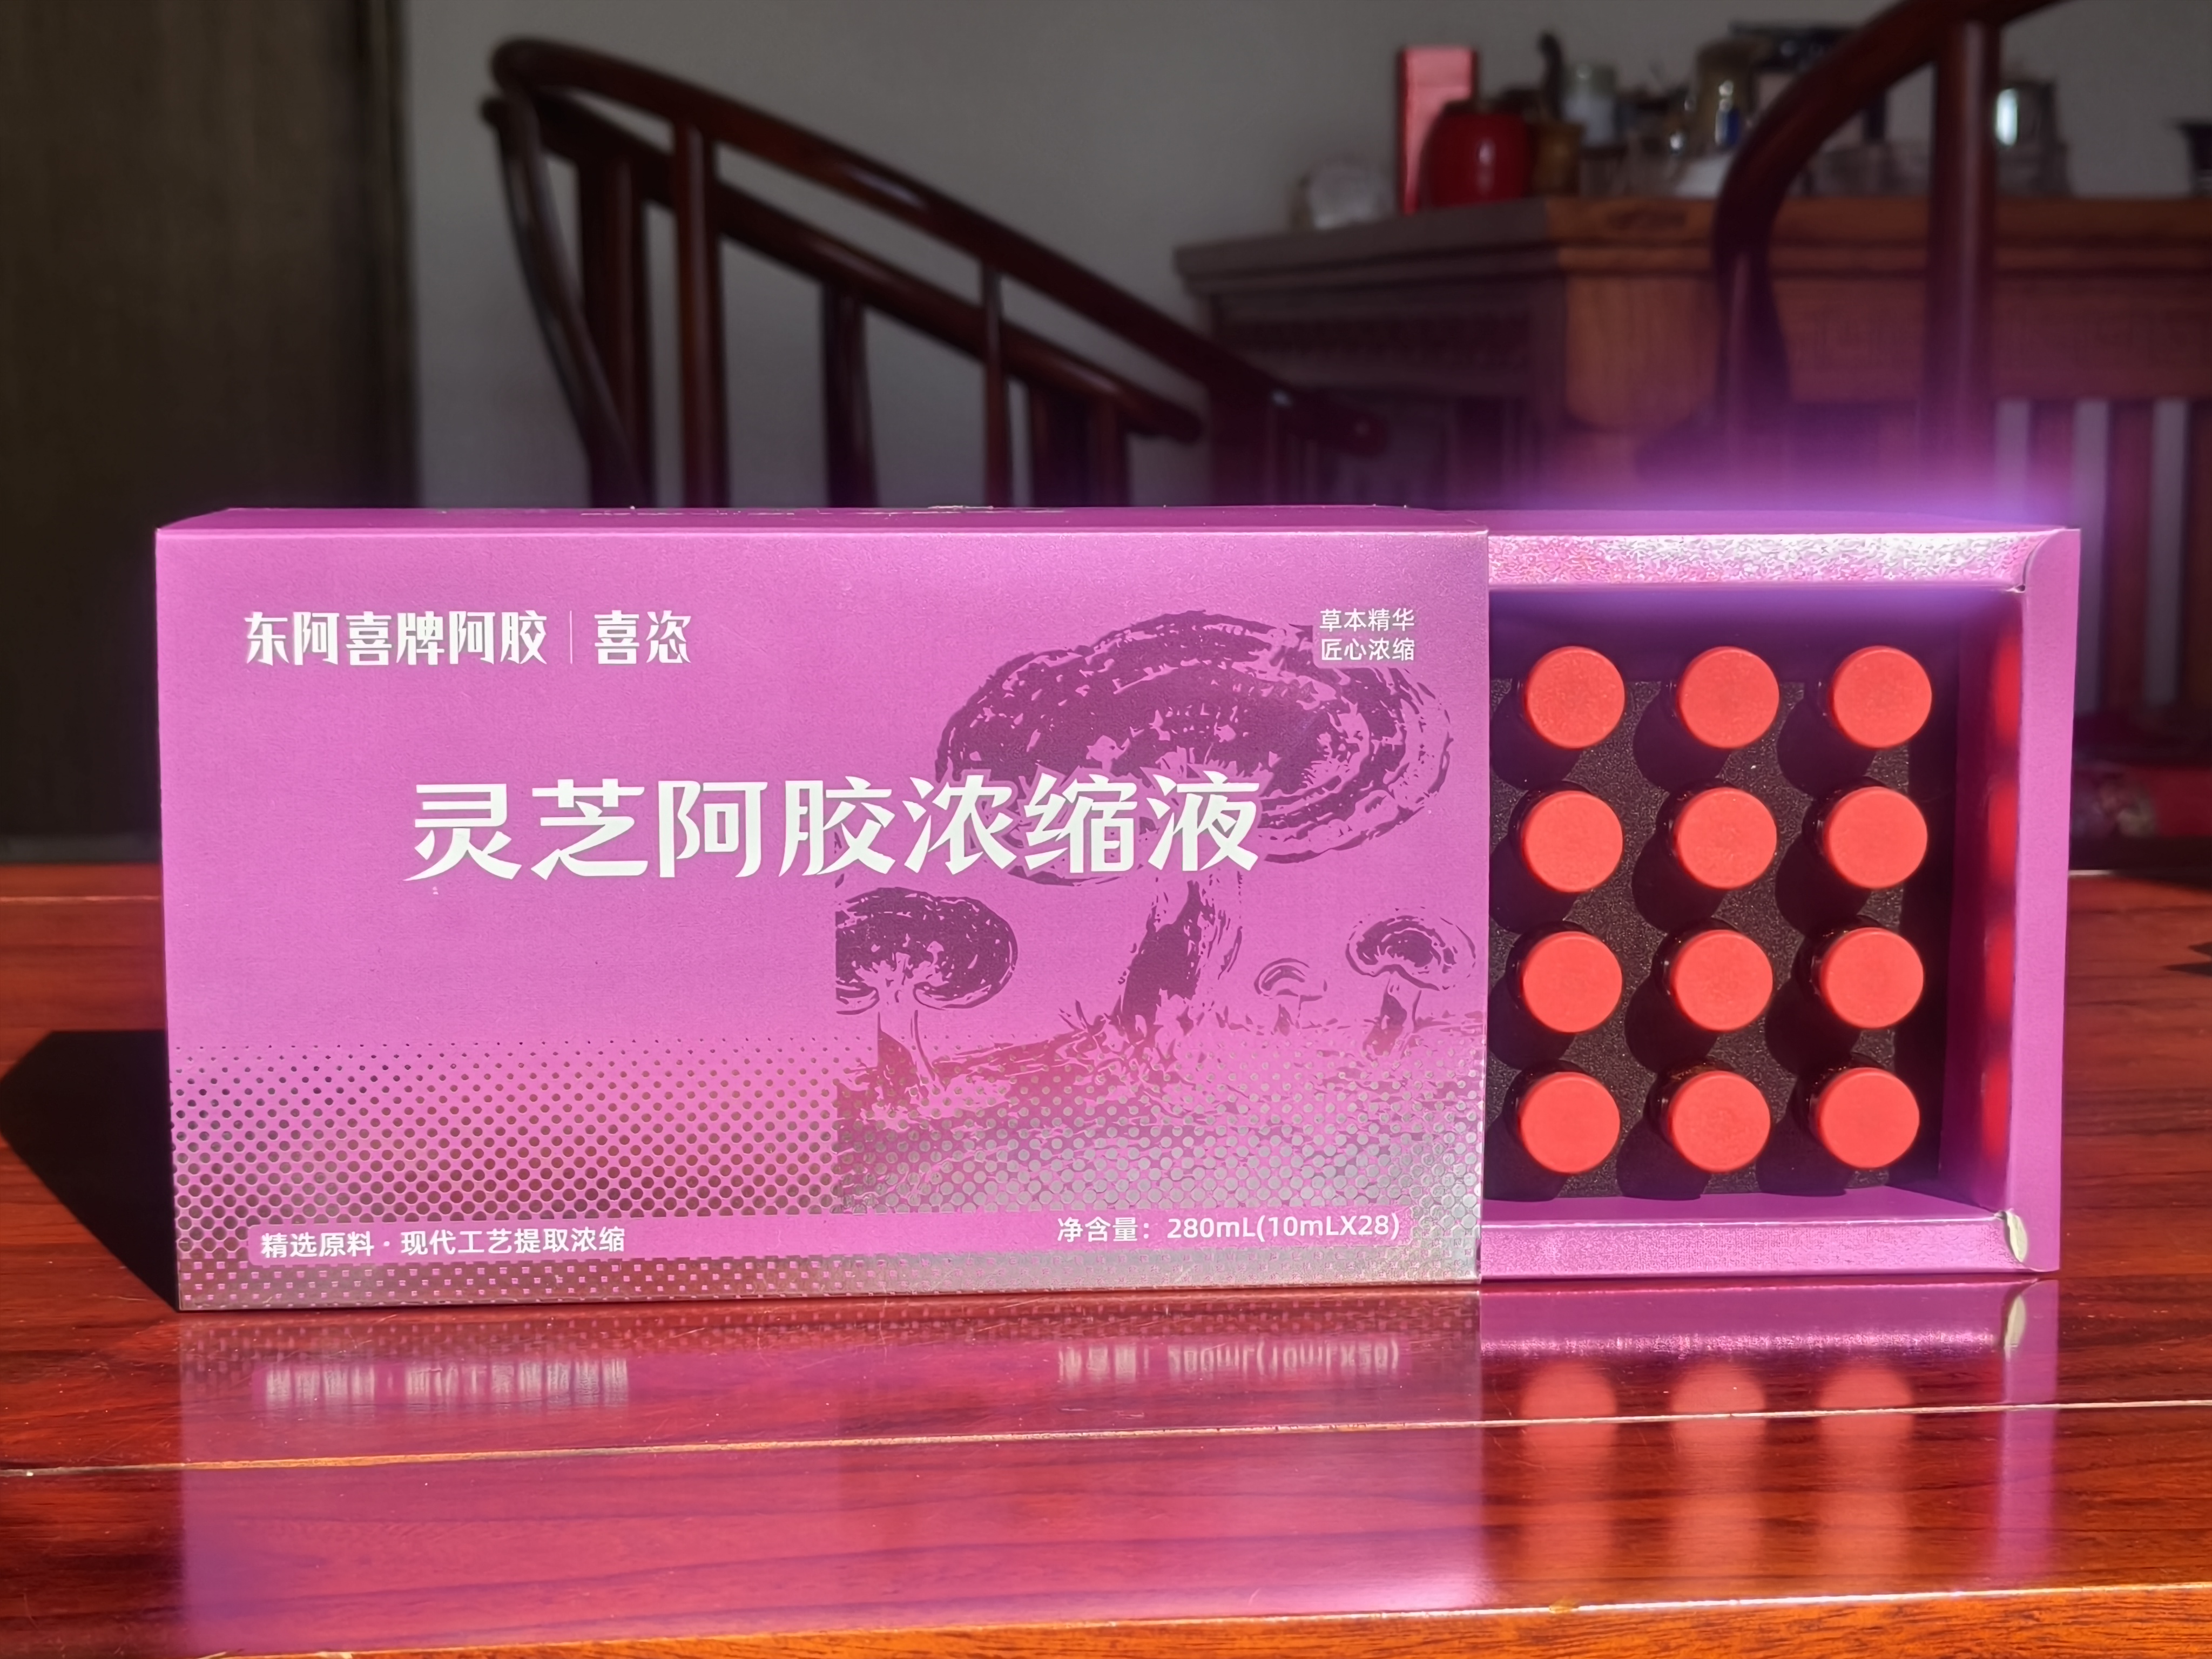 东阿喜牌阿胶｜喜恣
草本精华
匠心浓缩
灵芝阿胶浓缩液
精选原料·现代工艺提取浓缩
净含量：280mL(10mLX28)